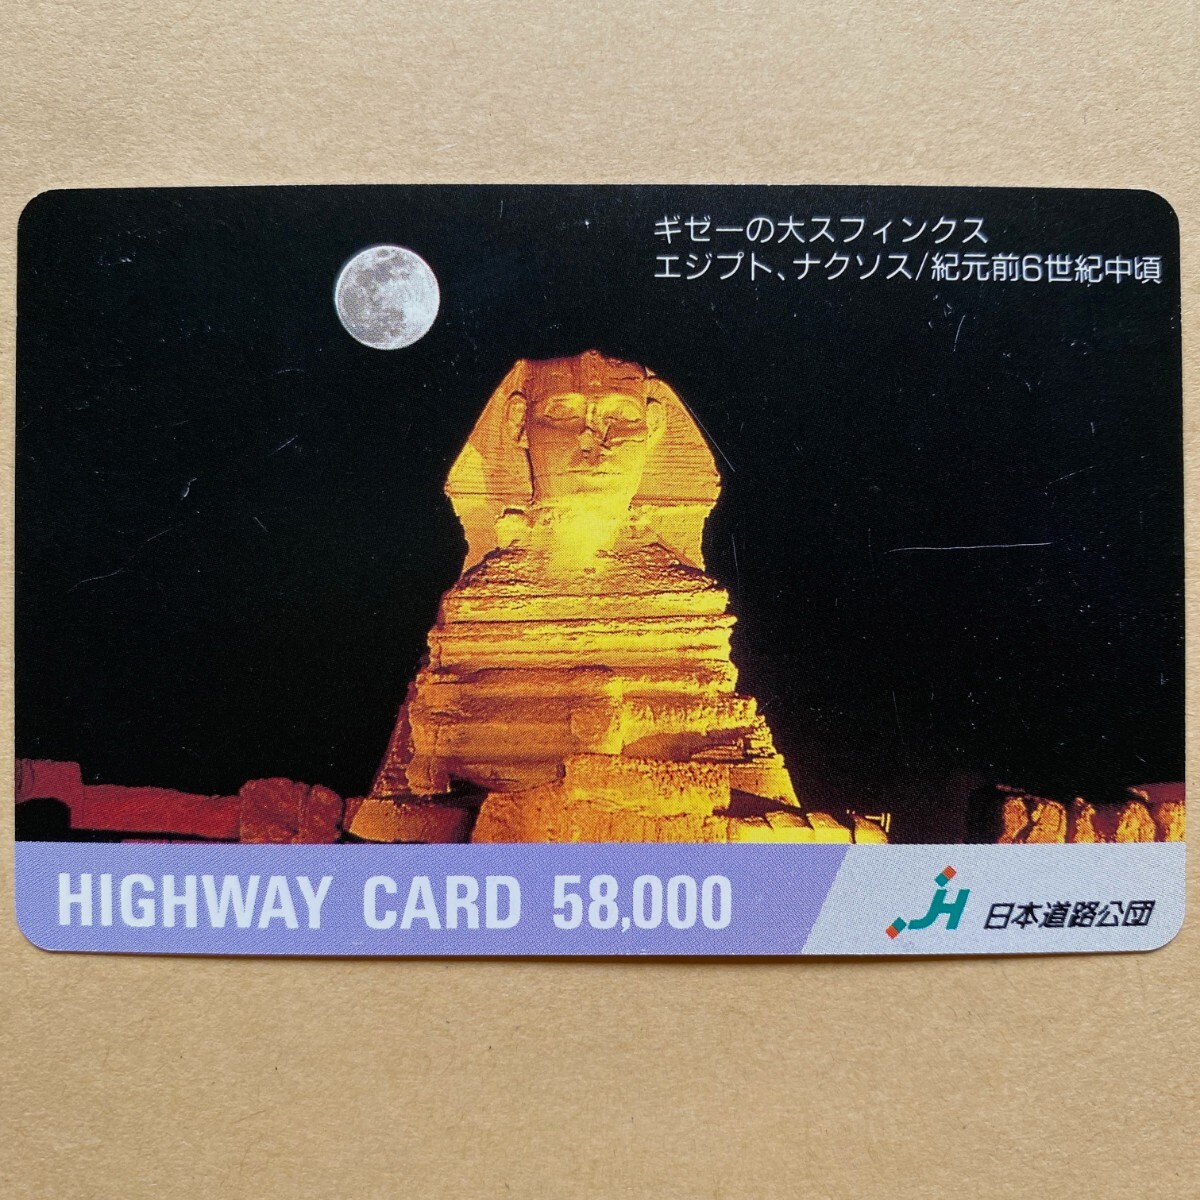 ギゼーの大スフィンクス
エジプト、ナクソス/紀元前6世紀中頃
HIGHWAY CARD 58,000
JH 日本道路公団